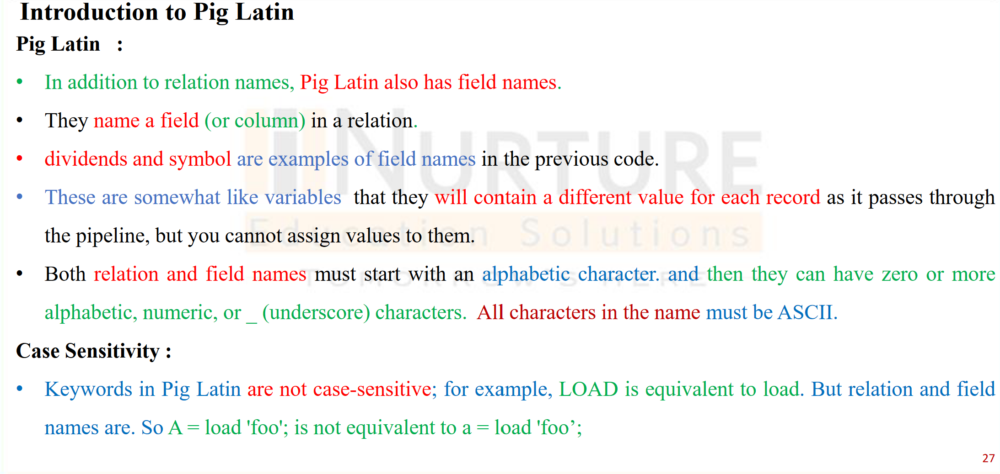 Introduction to Pig Latin
Pig Latin :
• In addition to relation names, Pig Latin also has field names.
• They name a field (or column) in a relation.
• dividends and symbol are examples of field names in the previous code.
• These are somewhat like variables that they will contain a different value for each record as it passes through
the pipeline, but you cannot assign values to them.
• Both relation and field names must start with an alphabetic character. and then they can have zero or more
alphabetic, numeric, or _ (underscore) characters. All characters in the name must be ASCII.
Case Sensitivity :
• Keywords in Pig Latin are not case-sensitive; for example, LOAD is equivalent to load. But relation and field
names are. So A = load 'foo'; is not equivalent to a = load 'foo’;
27
iNURTURE
Education Solutions
TOMORROW'S HERE